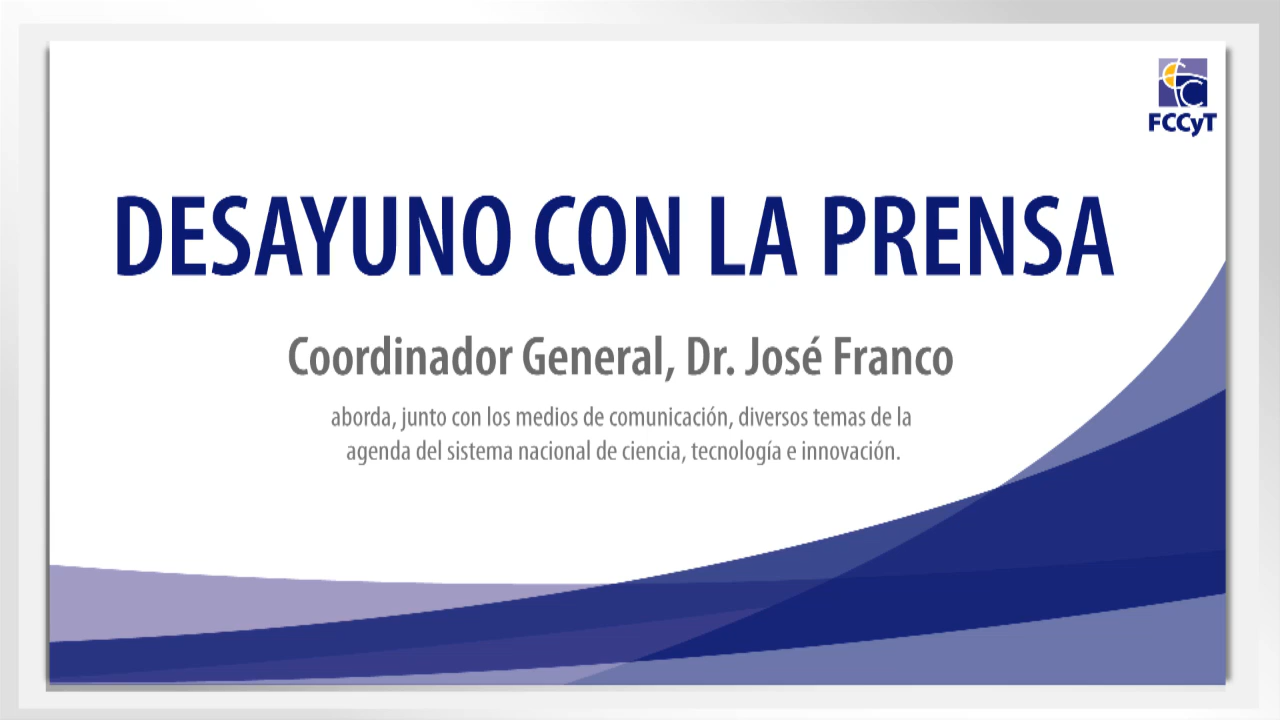 FCCyT
DESAYUNO CON LA PRENSA
Coordinador General, Dr. José Franco
aborda, junto con los medios de comunicación, diversos temas de la
agenda del sistema nacional de ciencia, tecnología e innovación.